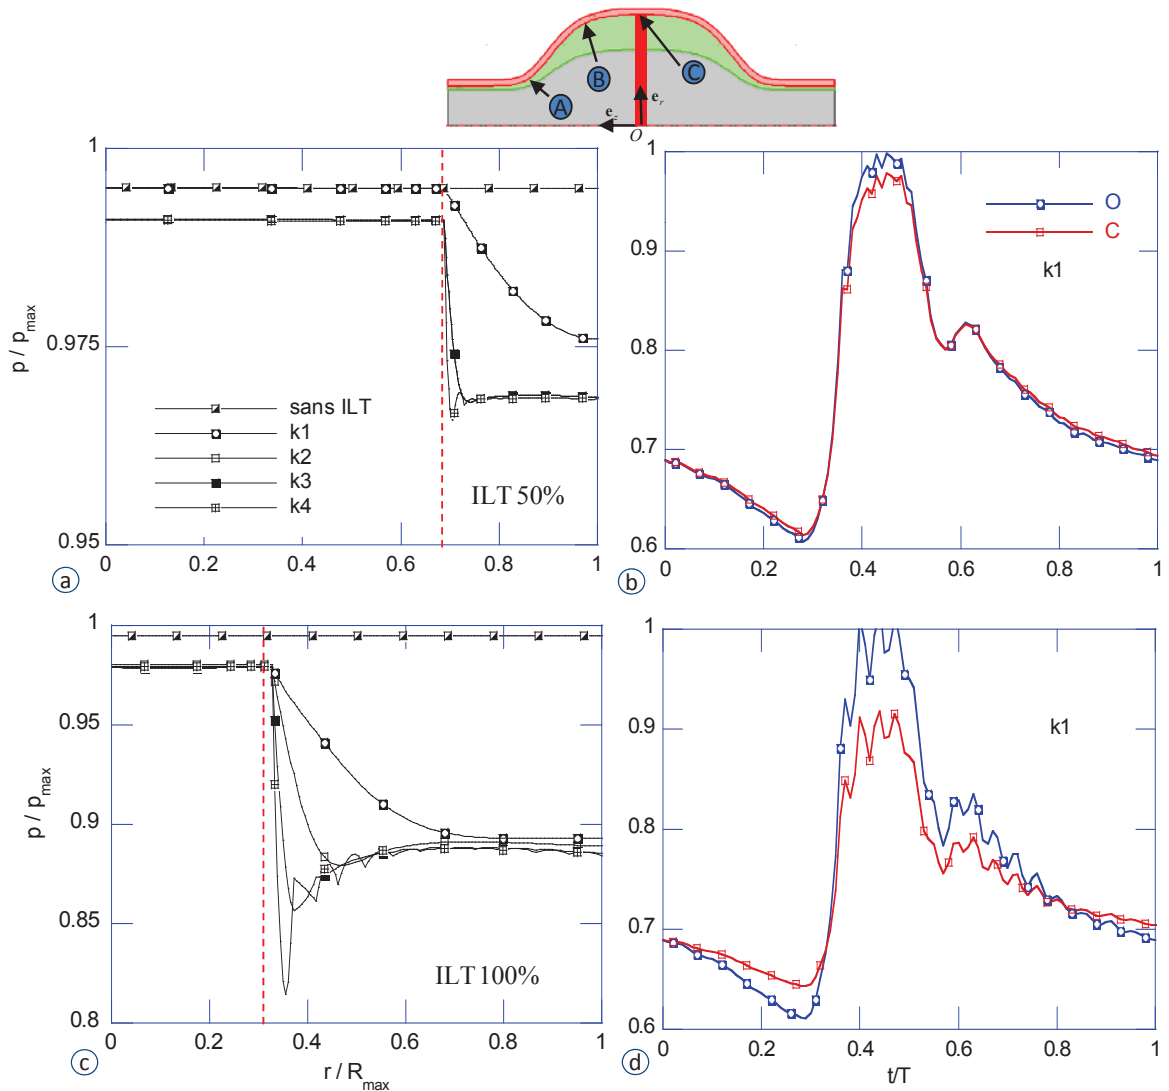 A
B
C
e_z
e_r
O
1
0.975
0.95
p / p_max
sans ILT
k1
k2
k3
k4
ILT 50%
0
0.2
0.4
0.6
0.8
1
a
1
0.9
0.8
0.7
0.6
O
C
k1
0
0.2
0.4
0.6
0.8
1
b
1
0.95
0.9
0.85
0.8
p / p_max
ILT 100%
0
0.2
0.4
0.6
0.8
1
r / R_max
c
1
0.9
0.8
0.7
0.6
k1
0
0.2
0.4
0.6
0.8
1
t/T
d